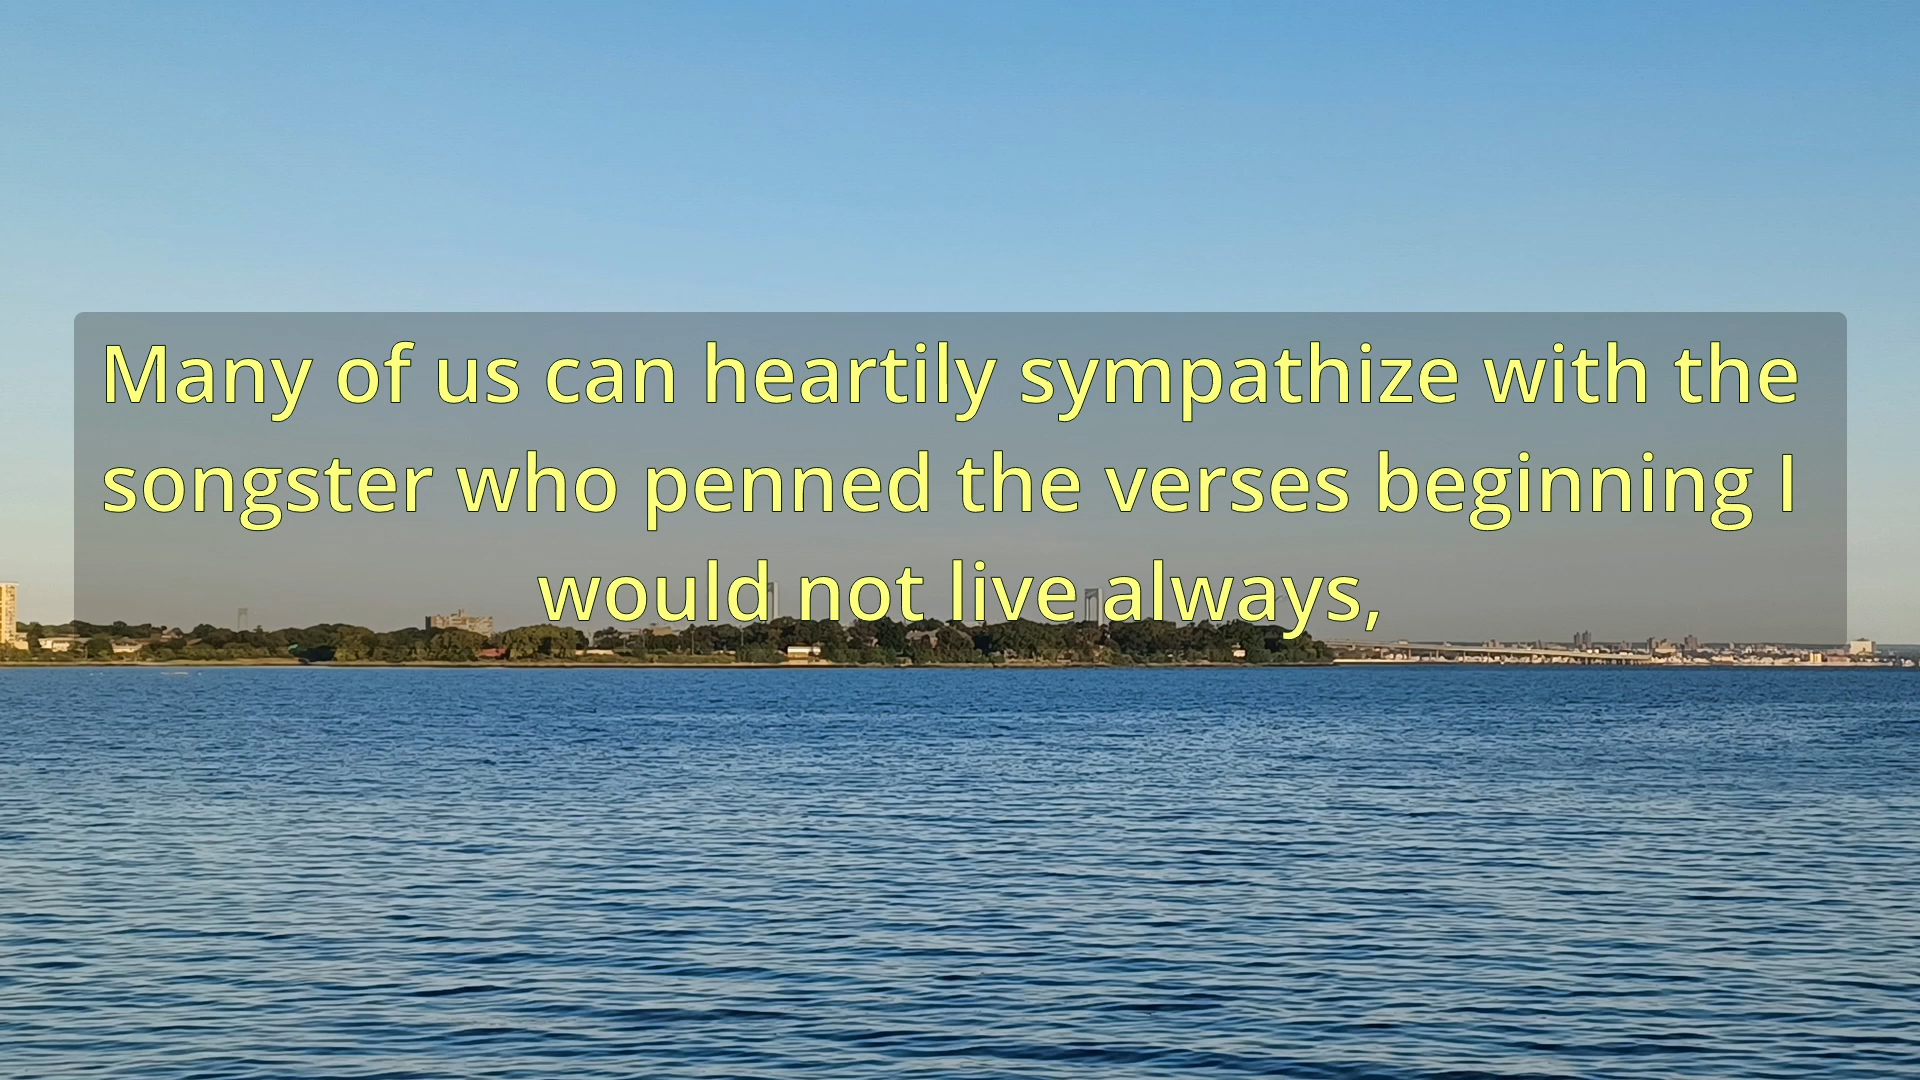 Many of us can heartily sympathize with the
songster who penned the verses beginning I
would not live always,